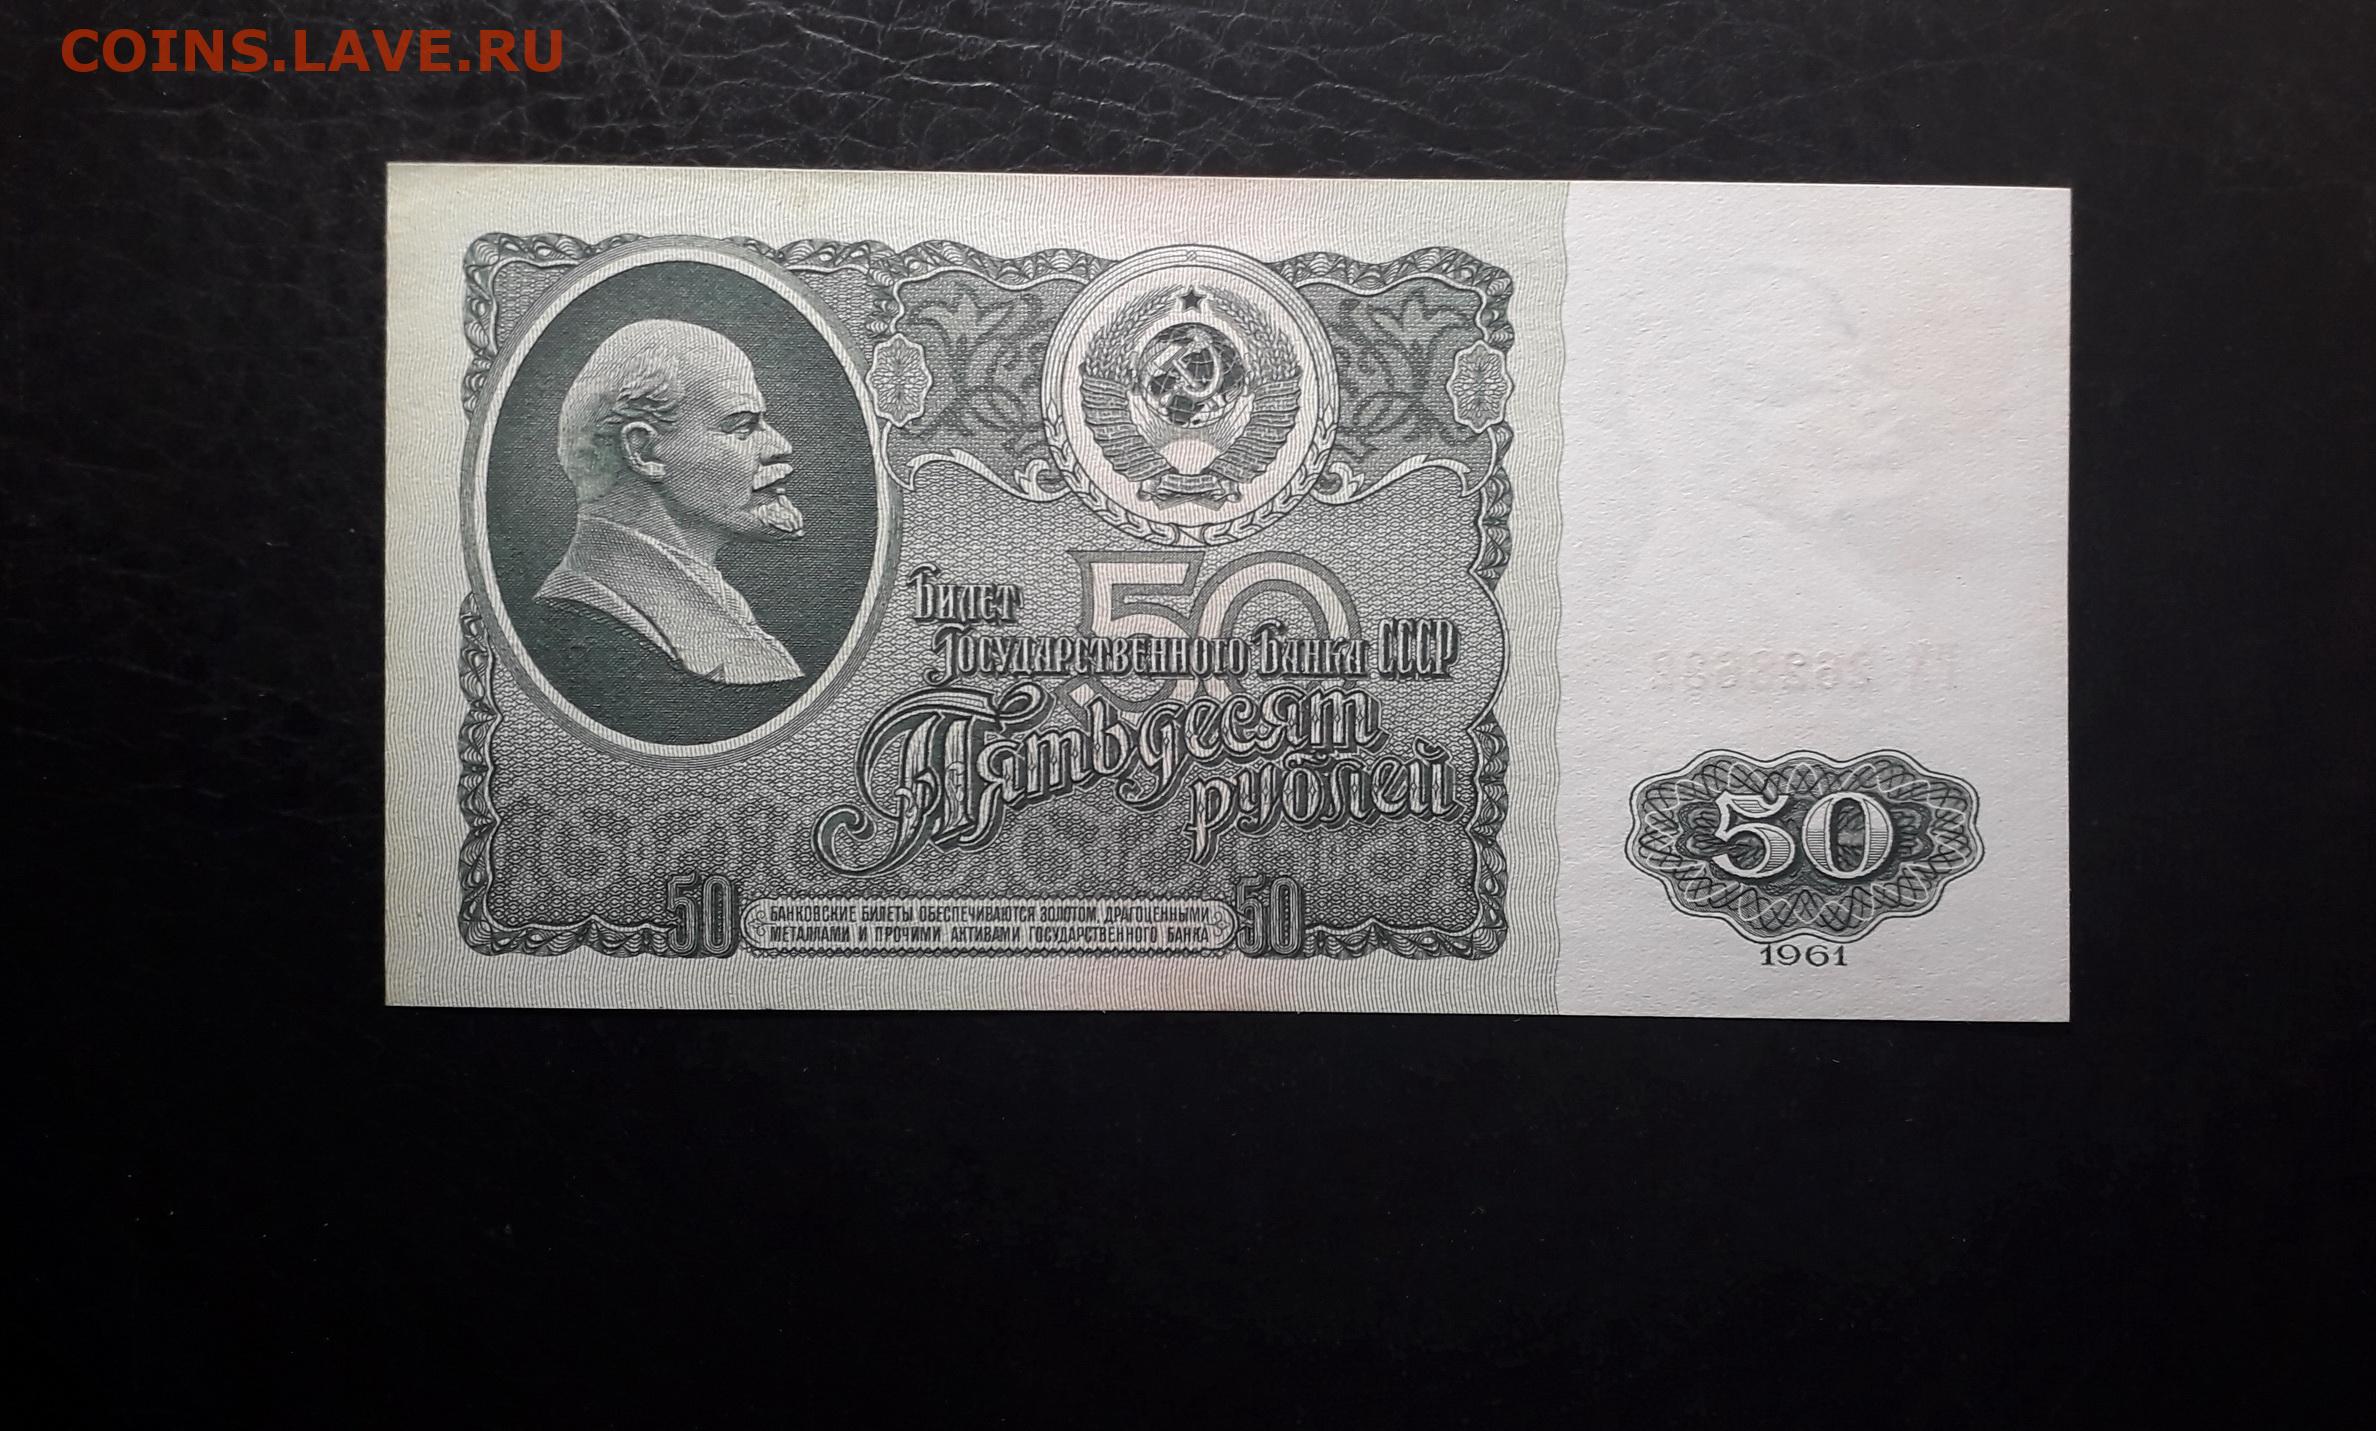 COINS.LAVE.RU
Билет
Государственного Банка СССР
50
Пятьдесят
рублей
50
БАНКОВСКИЕ БИЛЕТЫ ОБЕСПЕЧИВАЮТСЯ ЗОЛОТОМ, ДРАГОЦЕННЫМИ
МЕТАЛЛАМИ И ПРОЧИМИ АКТИВАМИ ГОСУДАРСТВЕННОГО БАНКА
50
50
1961